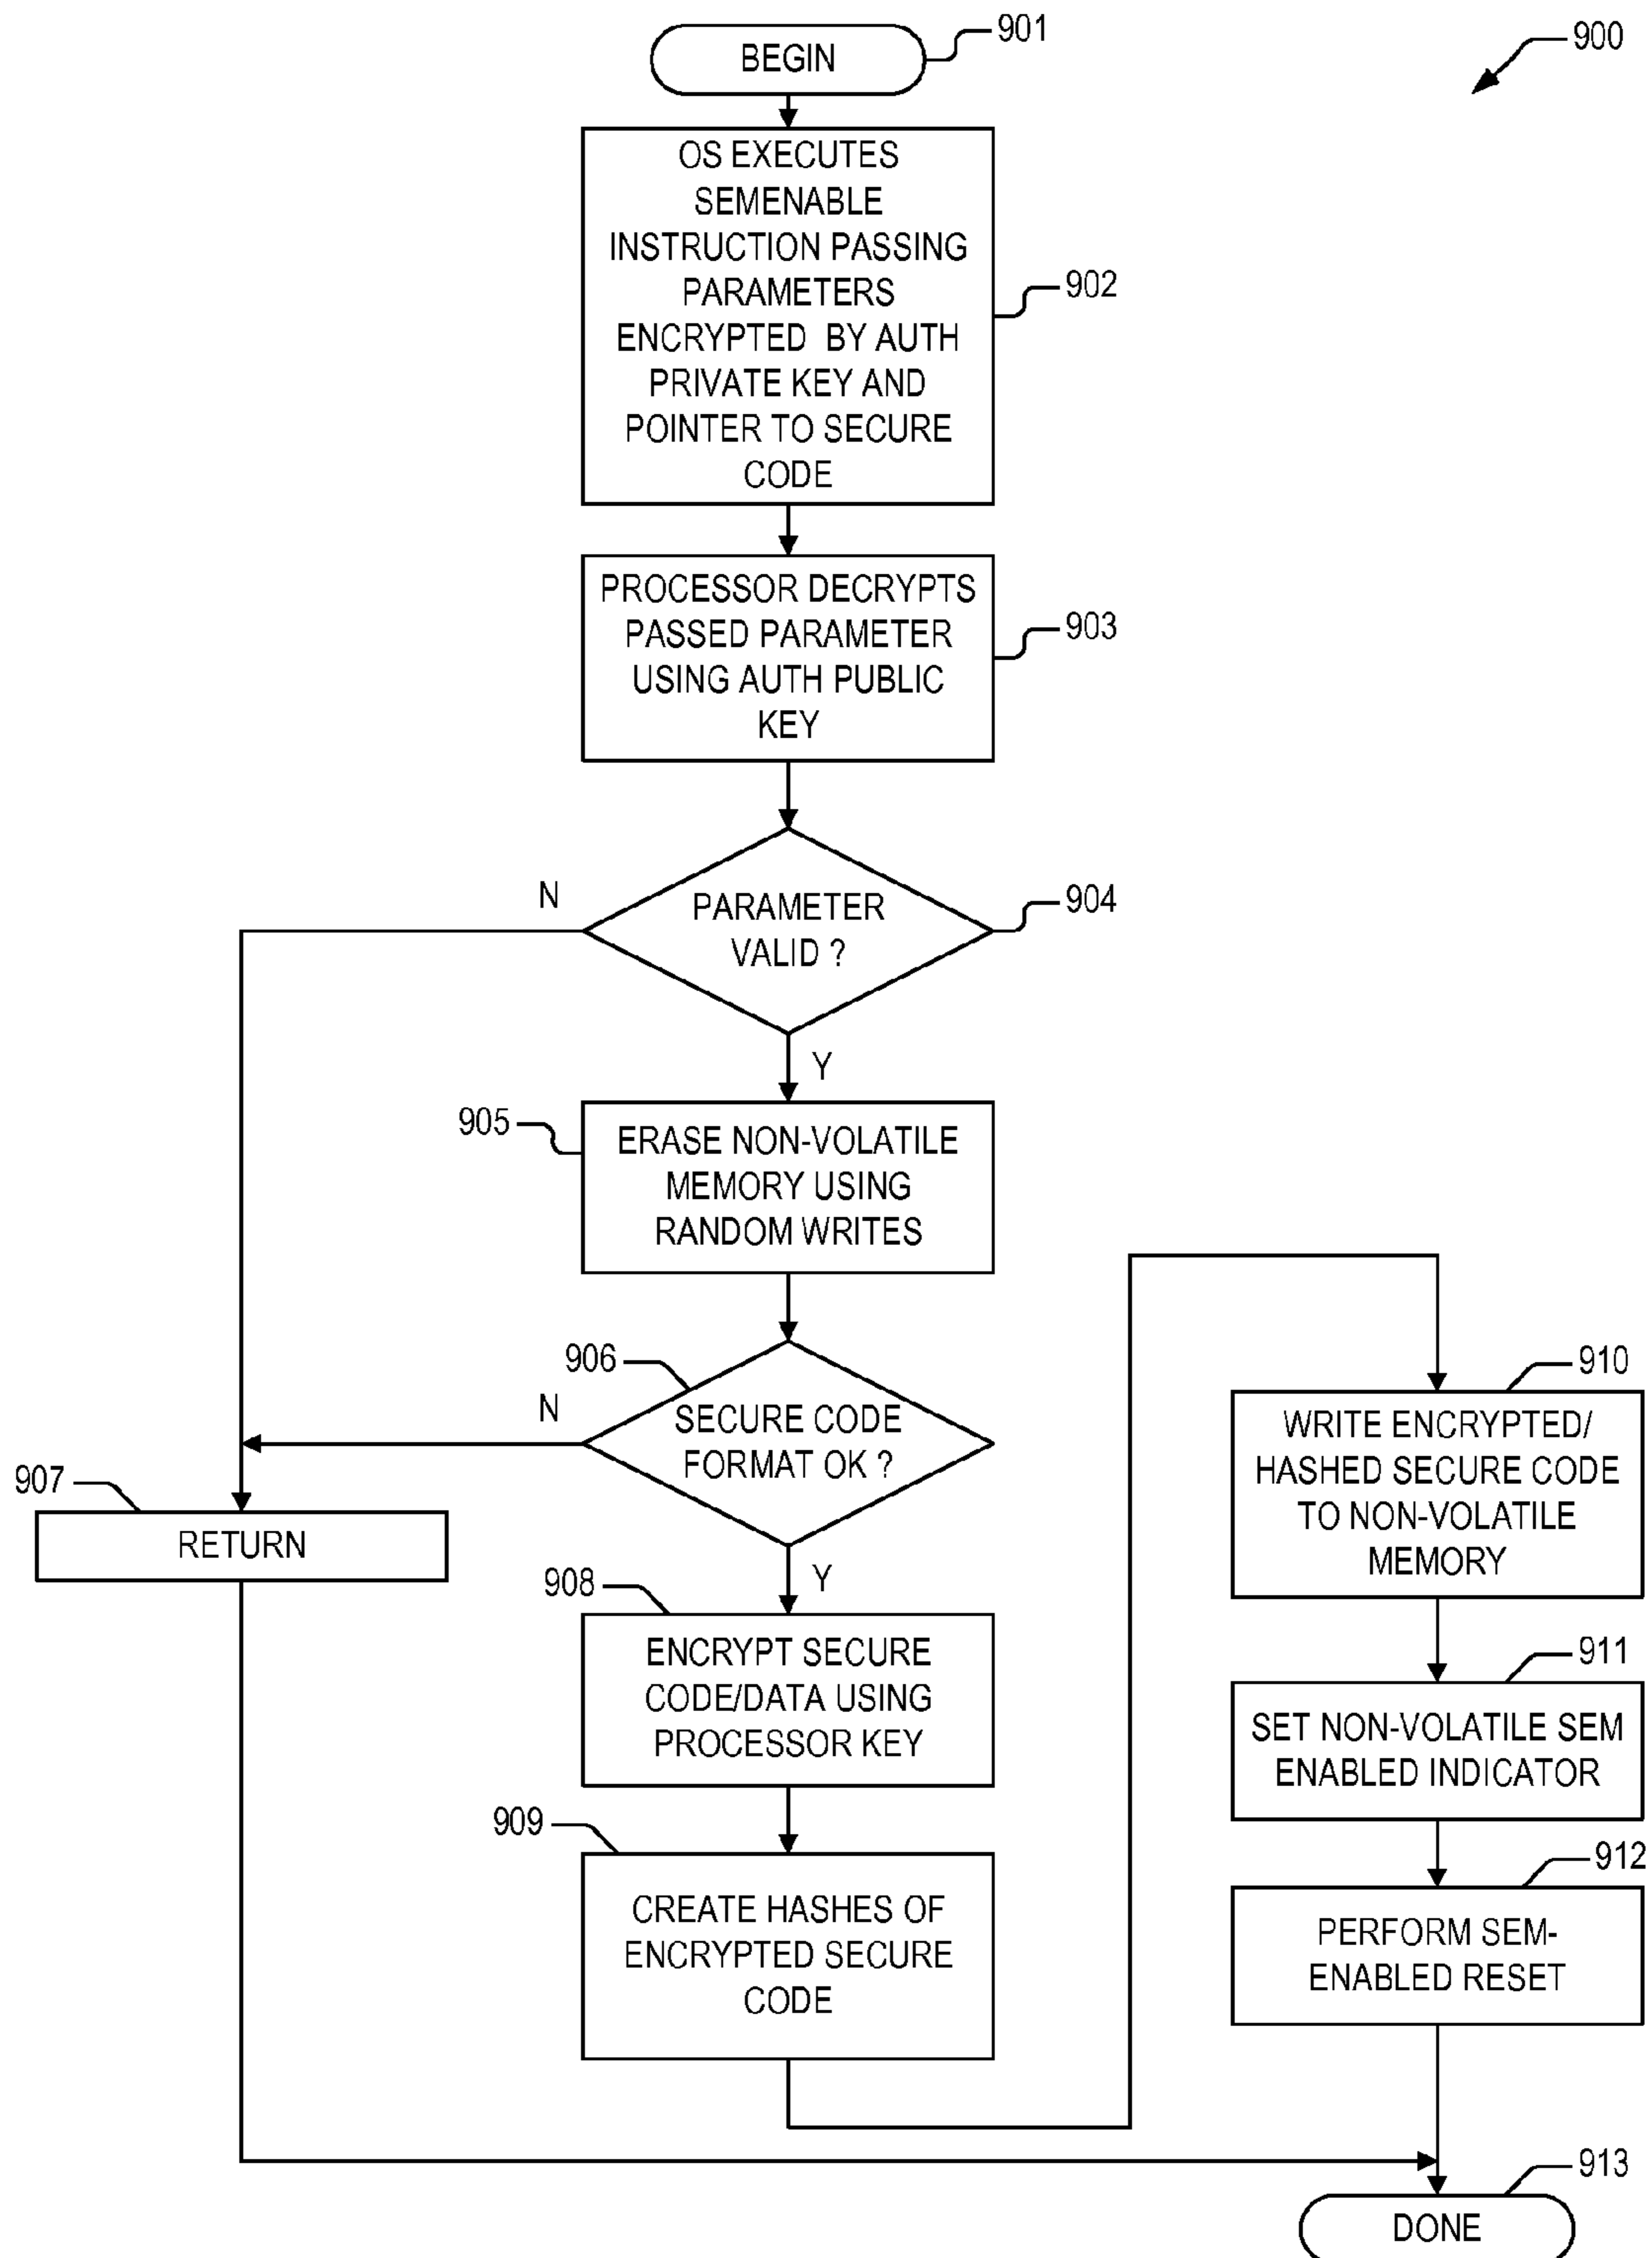 BEGIN
901
900
OS EXECUTES
SEMENABLE
INSTRUCTION PASSING
PARAMETERS
ENCRYPTED BY AUTH
PRIVATE KEY AND
POINTER TO SECURE
CODE
902
PROCESSOR DECRYPTS
PASSED PARAMETER
USING AUTH PUBLIC
KEY
903
N
PARAMETER
VALID ?
904
Y
905
ERASE NON-VOLATILE
MEMORY USING
RANDOM WRITES
906
N
SECURE CODE
FORMAT OK ?
907
RETURN
Y
908
ENCRYPT SECURE
CODE/DATA USING
PROCESSOR KEY
909
CREATE HASHES OF
ENCRYPTED SECURE
CODE
910
WRITE ENCRYPTED/
HASHED SECURE CODE
TO NON-VOLATILE
MEMORY
911
SET NON-VOLATILE SEM
ENABLED INDICATOR
912
PERFORM SEM-
ENABLED RESET
913
DONE